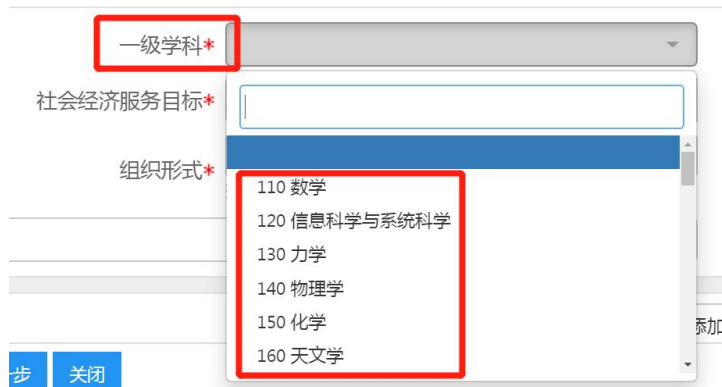 一级学科*
社会经济服务目标*
组织形式*
110 数学
120 信息科学与系统科学
130 力学
140 物理学
150 化学
160 天文学
添加
步 关闭